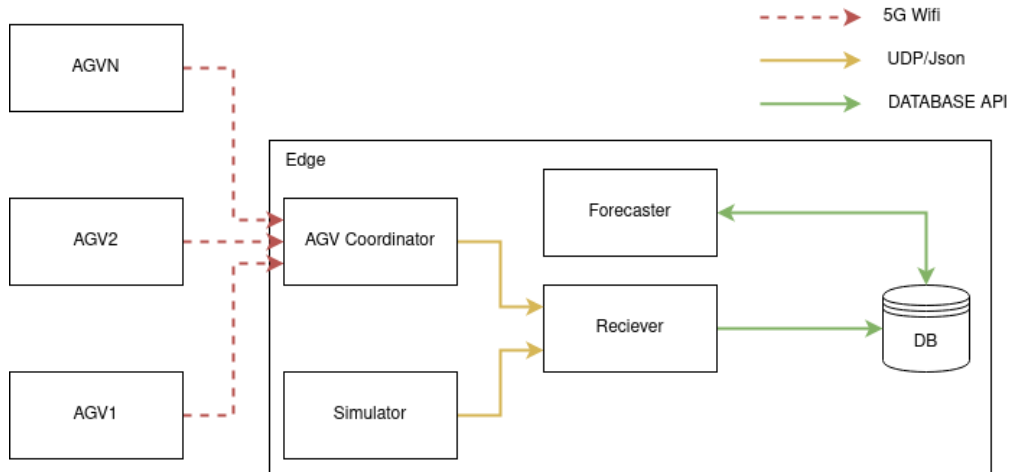 5G Wifi
AGVN
UDP/Json
DATABASE API
Edge
Forecaster
AGV2
AGV Coordinator
Reciever
DB
AGV1
Simulator